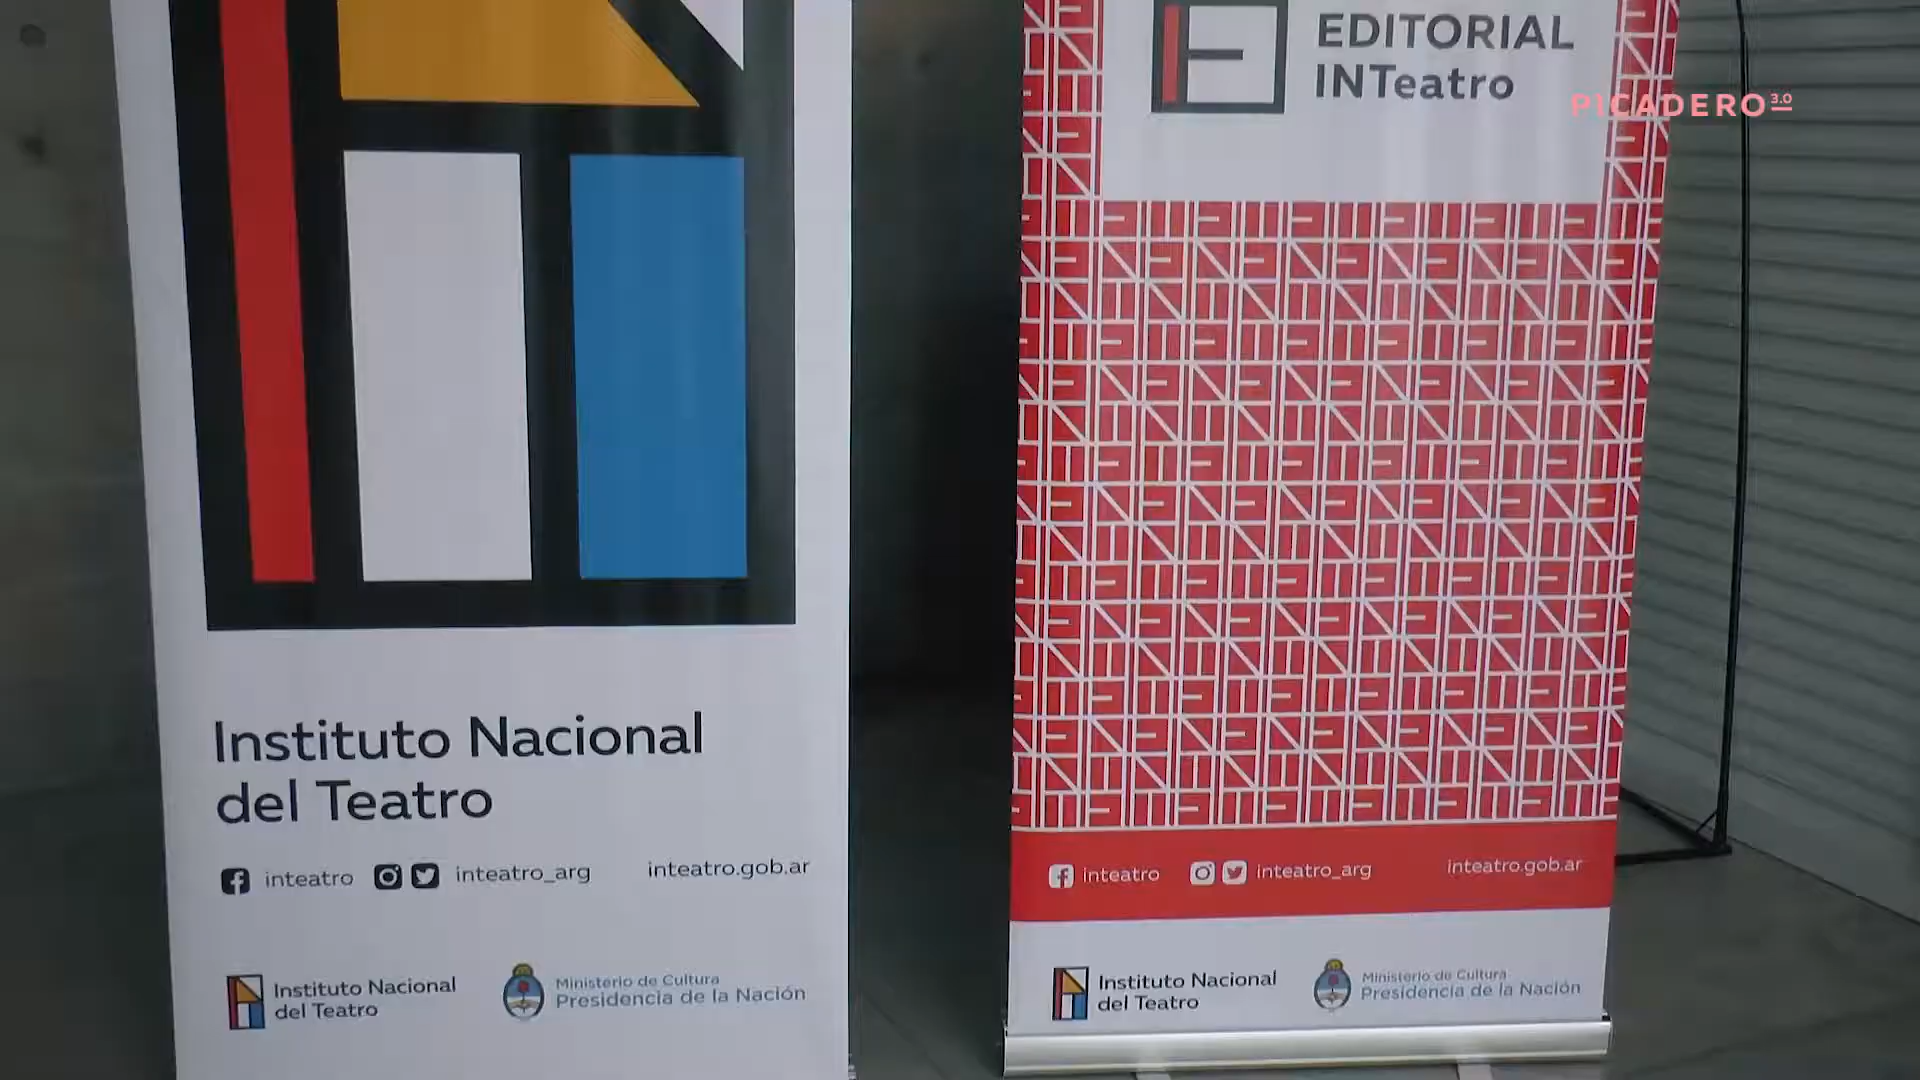 EDITORIAL
INTeatro
PICADERO 3.0
Instituto Nacional
del Teatro
inteatro inteatro_arg inteatro.gob.ar
Instituto Nacional
del Teatro
Ministerio de Cultura
Presidencia de la Nación
inteatro inteatro_arg inteatro.gob.ar
Instituto Nacional
del Teatro
Ministerio de Cultura
Presidencia de la Nación